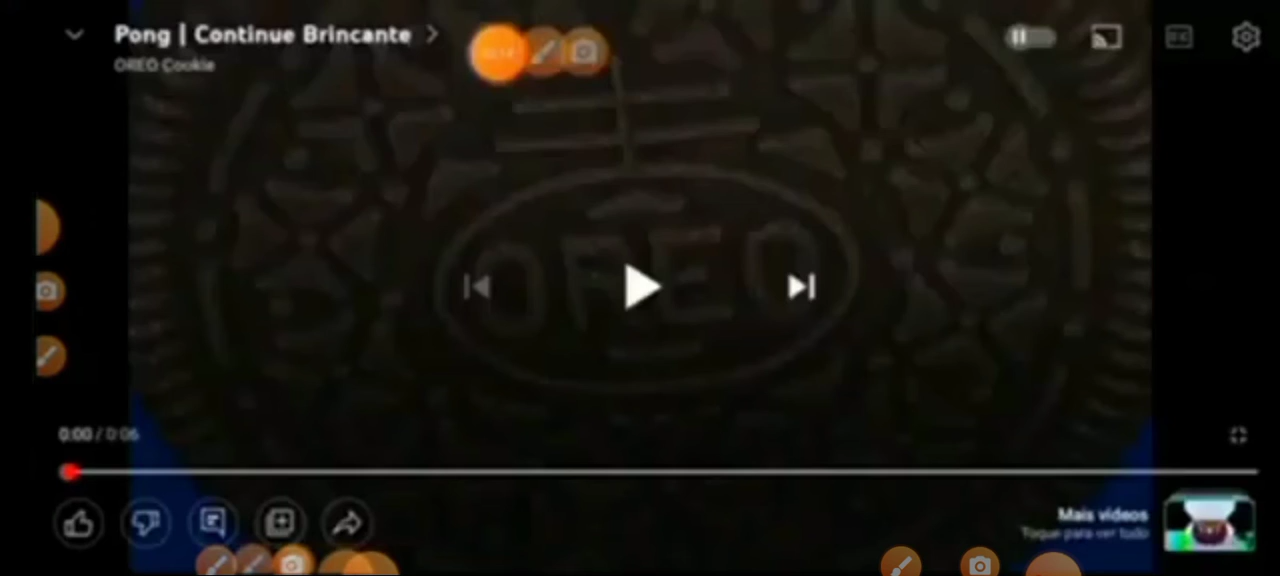 Pong | Continue Brincante
OREO Cookie
OREO
0:00 / 0:06
Mais vídeos
Toque para ver tudo